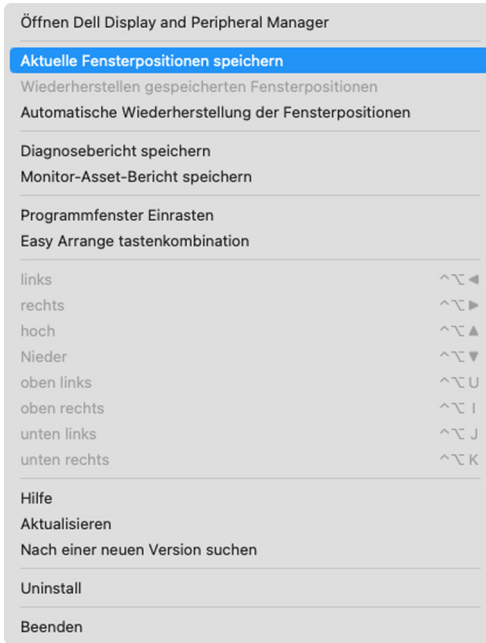 Öffnen Dell Display and Peripheral Manager
Aktuelle Fensterpositionen speichern
Wiederherstellen gespeicherten Fensterpositionen
Automatische Wiederherstellung der Fensterpositionen
Diagnosebericht speichern
Monitor-Asset-Bericht speichern
Programmfenster Einrasten
Easy Arrange tastenkombination
links ^⌥◀
rechts ^⌥▶
hoch ^⌥▲
Nieder ^⌥▼
oben links ^⌥U
oben rechts ^⌥I
unten links ^⌥J
unten rechts ^⌥K
Hilfe
Aktualisieren
Nach einer neuen Version suchen
Uninstall
Beenden